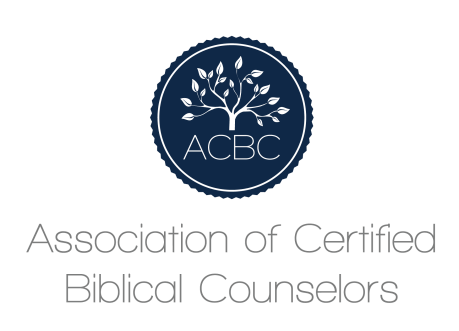 ACBC
Association of Certified
Biblical Counselors